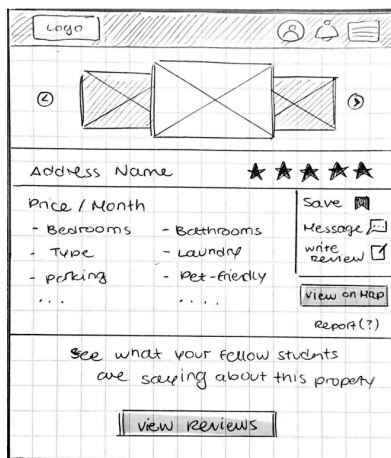 Logo
Address Name
Price / Month
- Bedrooms
- Type
- parking
...
- Bathrooms
- Laundry
- Pet-friendly
....
Save
Message
write review
View on Map
Report(?)
See what your fellow students
are saying about this propety
view Reviews